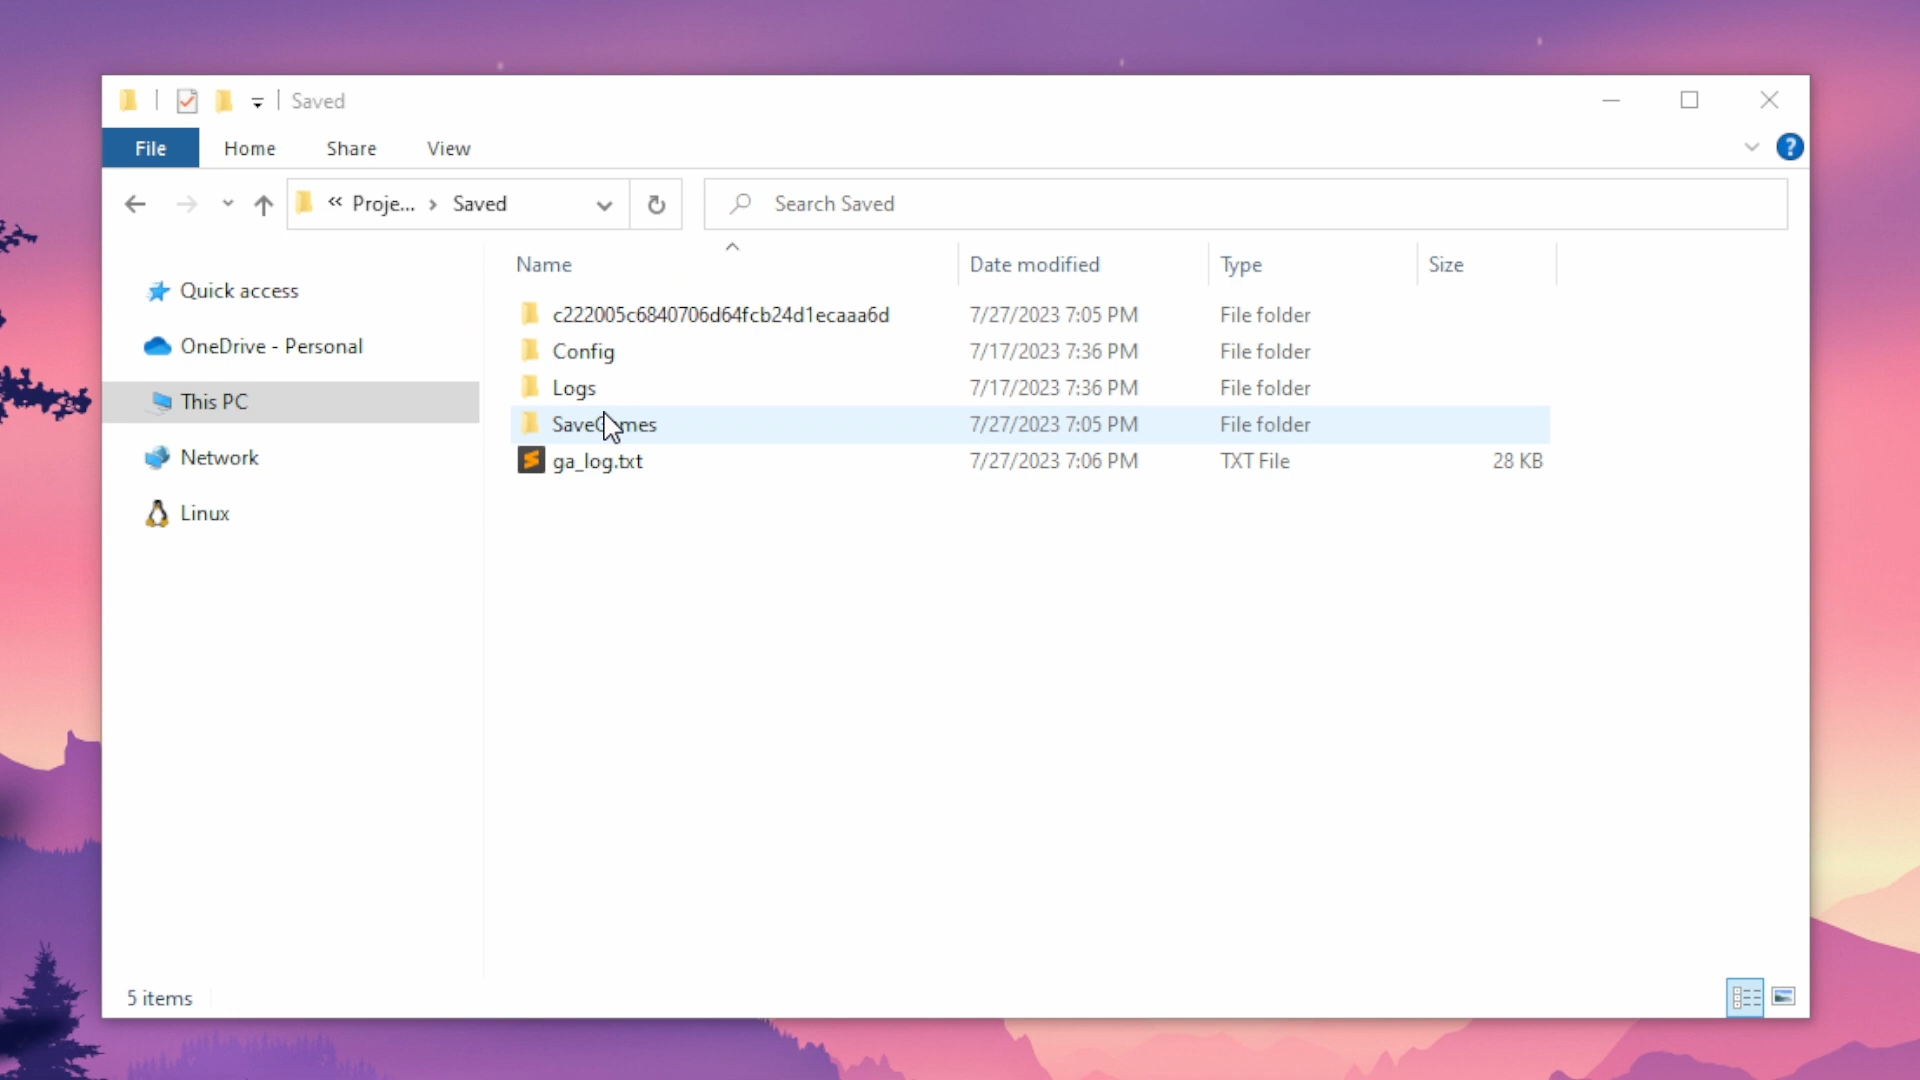 Saved
File Home Share View
« Proje... › Saved
Search Saved
Name Date modified Type Size
Quick access
OneDrive - Personal
This PC
Network
Linux
c222005c6840706d64fcb24d1ecaaa6d 7/27/2023 7:05 PM File folder
Config 7/17/2023 7:36 PM File folder
Logs 7/17/2023 7:36 PM File folder
SaveGames 7/27/2023 7:05 PM File folder
ga_log.txt 7/27/2023 7:06 PM TXT File 28 KB
5 items